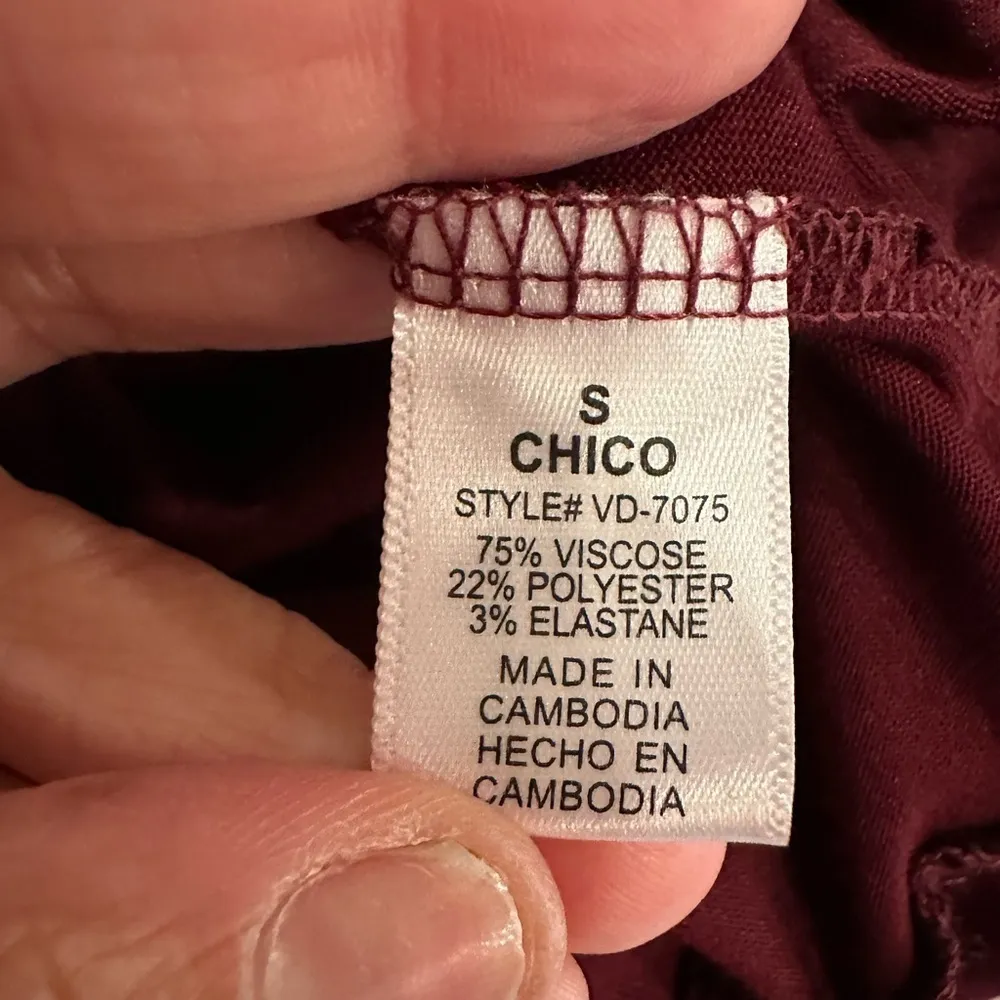 S
CHICO
STYLE# VD-7075
75% VISCOSE
22% POLYESTER
3% ELASTANE
MADE IN
CAMBODIA
HECHO EN
CAMBODIA